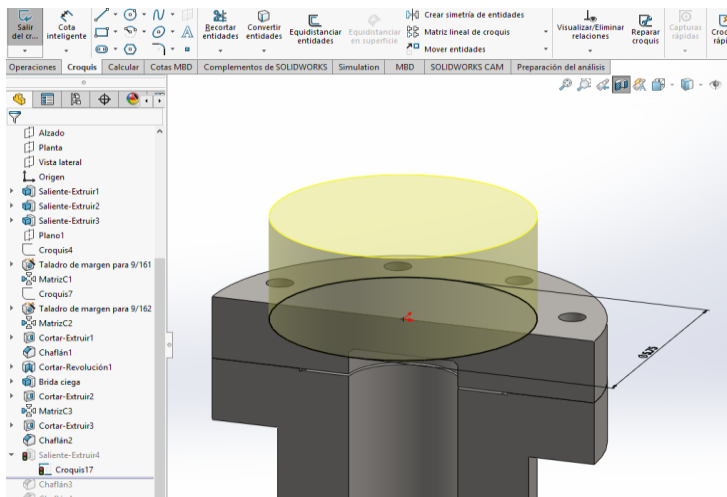 Salir del cr...
Cota inteligente
Recortar entidades
Convertir entidades
Equidistanciar entidades
Equidistanciar en superficie
Crear simetría de entidades
Matriz lineal de croquis
Mover entidades
Visualizar/Eliminar relaciones
Reparar croquis
Capturas rápidas
Croq
rápi
Operaciones Croquis Calcular Cotas MBD Complementos de SOLIDWORKS Simulation MBD SOLIDWORKS CAM Preparación del análisis
Alzado
Planta
Vista lateral
Origen
Saliente-Extruir1
Saliente-Extruir2
Saliente-Extruir3
Plano1
Croquis4
Taladro de margen para 9/161
MatrizC1
Croquis7
Taladro de margen para 9/162
MatrizC2
Cortar-Extruir1
Chaflán1
Cortar-Revolución1
Brida ciega
Cortar-Extruir2
MatrizC3
Cortar-Extruir3
Chaflán2
Saliente-Extruir4
Croquis17
Chaflán3